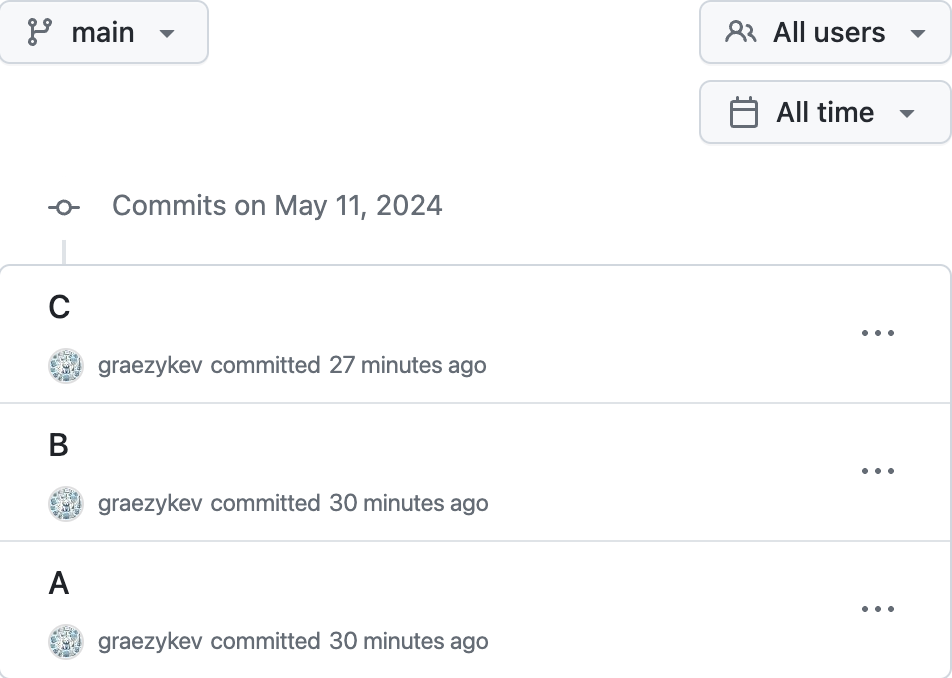 main
All users
All time
Commits on May 11, 2024
C
graezykev committed 27 minutes ago
B
graezykev committed 30 minutes ago
A
graezykev committed 30 minutes ago